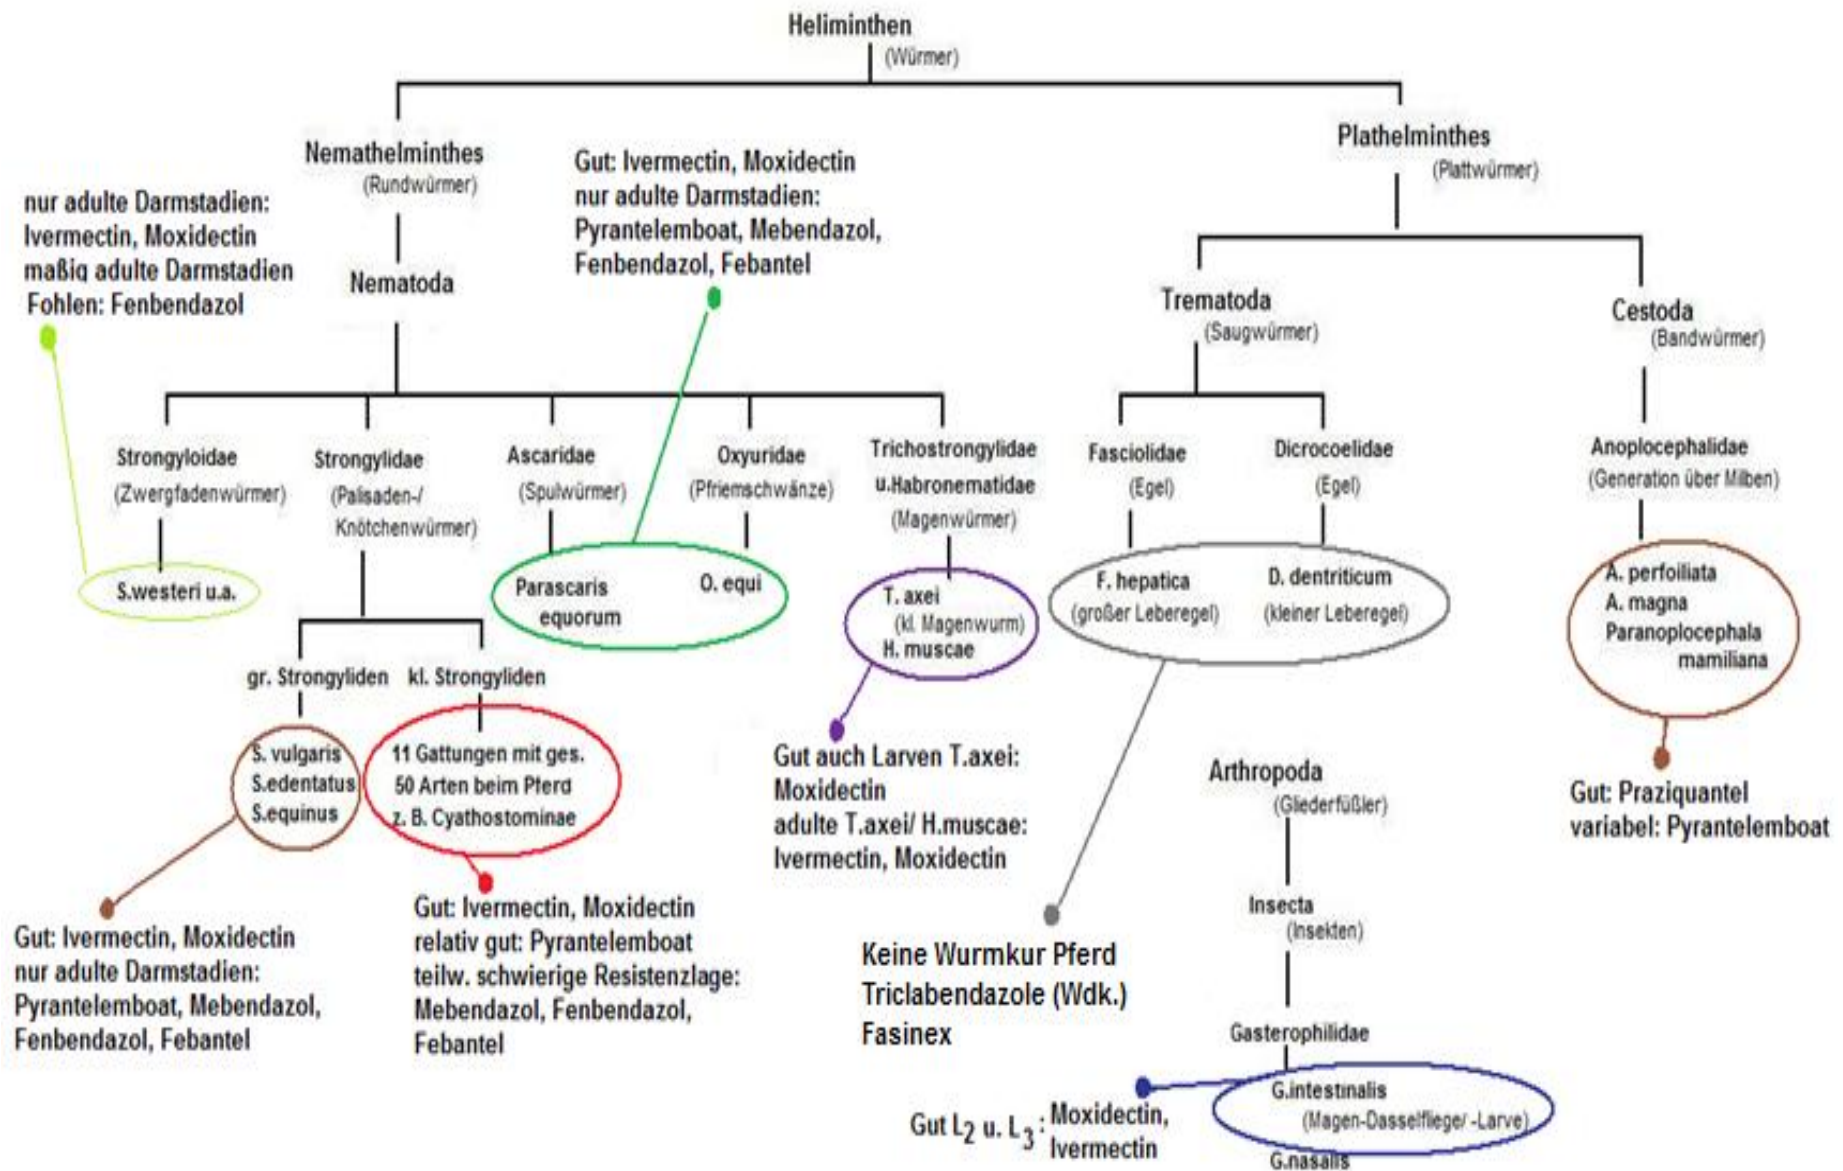 Heliminthen
(Würmer)
Nemathelminthes
(Rundwürmer)
Plathelminthes
(Plattwürmer)
nur adulte Darmstadien:
Ivermectin, Moxidectin
maßig adulte Darmstadien
Fohlen: Fenbendazol
Nematoda
Gut: Ivermectin, Moxidectin
nur adulte Darmstadien:
Pyrantelemboat, Mebendazol,
Fenbendazol, Febantel
Trematoda
(Saugwürmer)
Cestoda
(Bandwürmer)
Strongyloidae
(Zwergfadenwürmer)
Strongylidae
(Palisaden-/
Knötchenwürmer)
Ascaridae
(Spulwürmer)
Oxyuridae
(Pfriemschwänze)
Trichostrongylidae
u.Habronematidae
(Magenwürmer)
Fasciolidae
(Egel)
Dicrocoelidae
(Egel)
Anoplocephalidae
(Generation über Milben)
S.westeri u.a.
Parascaris
equorum
O. equi
T. axei
(kl. Magenwurm)
H. muscae
F. hepatica
(großer Leberegel)
D. dentriticum
(kleiner Leberegel)
A. perfoiliata
A. magna
Paranoplocephala
mamiliana
gr. Strongyliden
kl. Strongyliden
S. vulgaris
S.edentatus
S.equinus
11 Gattungen mit ges.
50 Arten beim Pferd
z. B. Cyathostominae
Gut auch Larven T.axei:
Moxidectin
adulte T.axei/ H.muscae:
Ivermectin, Moxidectin
Arthropoda
(Gliederfüßler)
Gut: Praziquantel
variabel: Pyrantelemboat
Gut: Ivermectin, Moxidectin
nur adulte Darmstadien:
Pyrantelemboat, Mebendazol,
Fenbendazol, Febantel
Gut: Ivermectin, Moxidectin
relativ gut: Pyrantelemboat
teilw. schwierige Resistenzlage:
Mebendazol, Fenbendazol,
Febantel
Keine Wurmkur Pferd
Triclabendazole (Wdk.)
Fasinex
Insecta
(Insekten)
Gasterophilidae
G.intestinalis
(Magen-Dasselfliege/ -Larve)
G.nasalis
Gut L2 u. L3 : Moxidectin,
Ivermectin